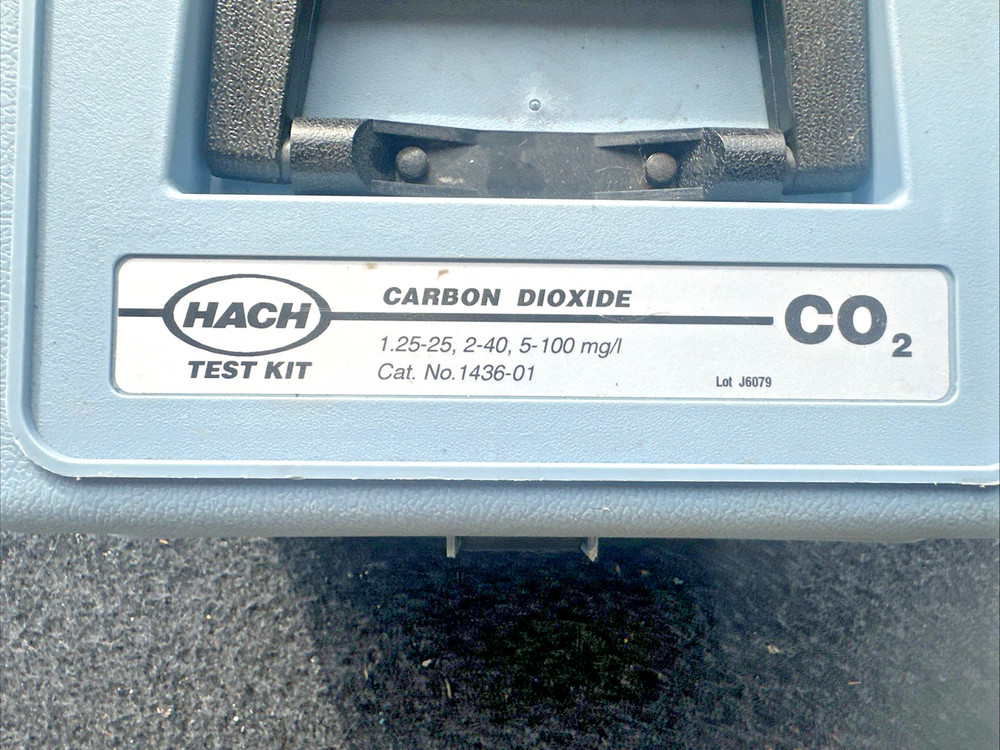 HACH
TEST KIT
CARBON DIOXIDE
1.25-25, 2-40, 5-100 mg/l
Cat. No.1436-01
Lot J6079
CO₂